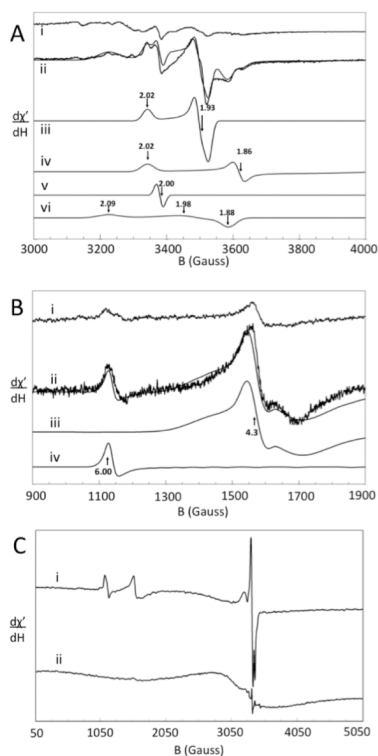 A
i
ii
2.02
1.93
dχ'
dH
iii
2.02
1.86
iv
2.00
v
2.09
1.98
1.88
vi
3000 3200 3400 3600 3800 4000
B (Gauss)
B
i
ii
dχ'
dH
iii
4.3
iv
6.00
900 1100 1300 1500 1700 1900
B (Gauss)
C
i
dχ'
dH
ii
50 1050 2050 3050 4050 5050
B (Gauss)